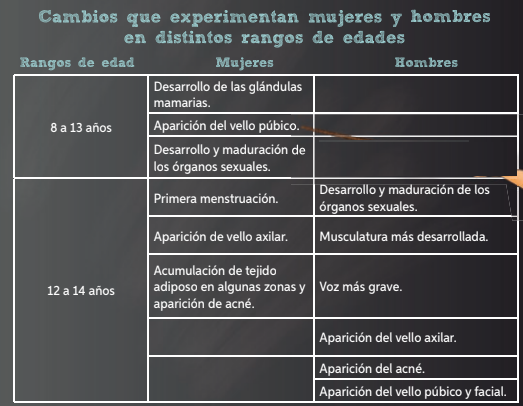 Cambios que experimentan mujeres y hombres
en distintos rangos de edades
Rangos de edad Mujeres Hombres
8 a 13 años
Desarrollo de las glándulas
mamarias.
Aparición del vello púbico.
Desarrollo y maduración de
los órganos sexuales.
12 a 14 años
Primera menstruación.
Desarrollo y maduración de los
órganos sexuales.
Aparición de vello axilar.
Musculatura más desarrollada.
Acumulación de tejido
adiposo en algunas zonas y
aparición de acné.
Voz más grave.
Aparición del vello axilar.
Aparición del acné.
Aparición del vello púbico y facial.